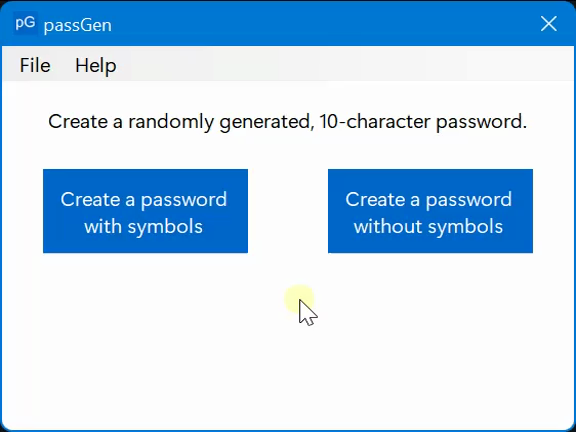 pG passGen
File Help
Create a randomly generated, 10-character password.
Create a password
with symbols
Create a password
without symbols